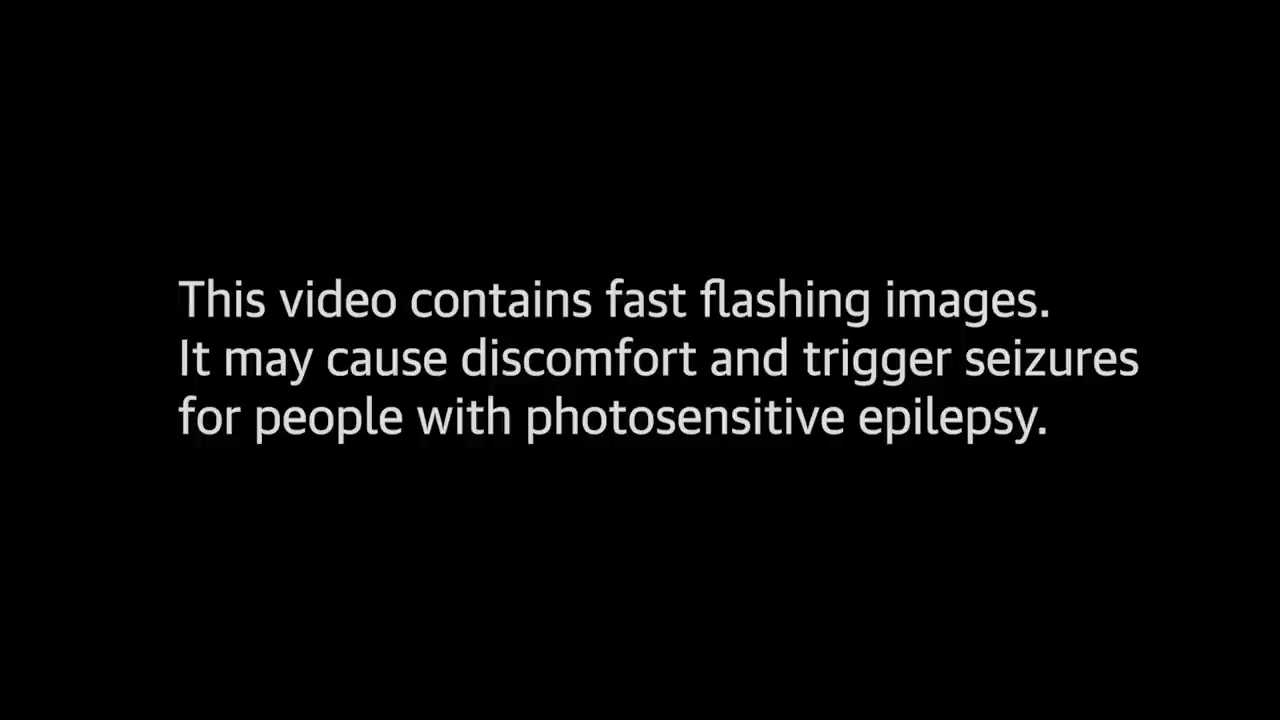 This video contains fast flashing images.
It may cause discomfort and trigger seizures
for people with photosensitive epilepsy.